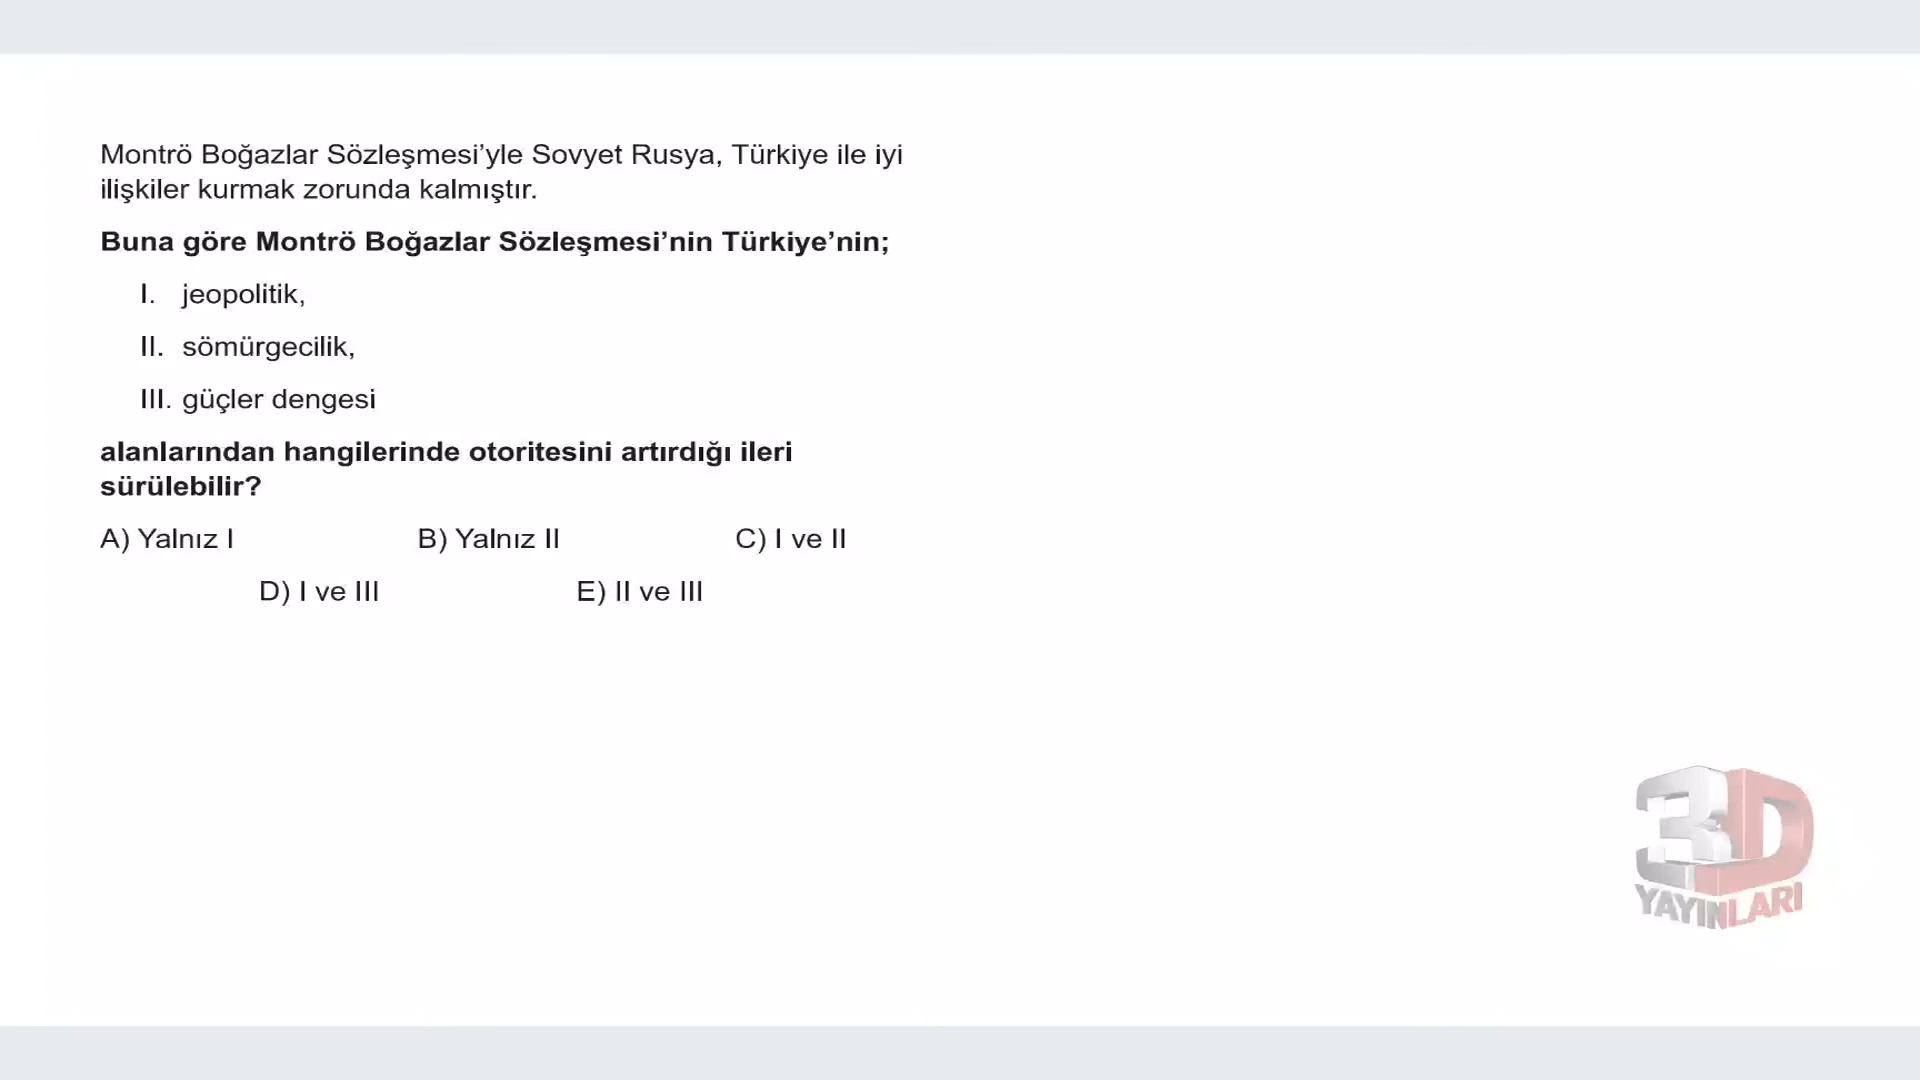 Montrö Boğazlar Sözleşmesi’yle Sovyet Rusya, Türkiye ile iyi
ilişkiler kurmak zorunda kalmıştır.
Buna göre Montrö Boğazlar Sözleşmesi’nin Türkiye’nin;
I. jeopolitik,
II. sömürgecilik,
III. güçler dengesi
alanlarından hangilerinde otoritesini artırdığı ileri
sürülebilir?
A) Yalnız I B) Yalnız II C) I ve II
D) I ve III E) II ve III
3D
YAYINLARI